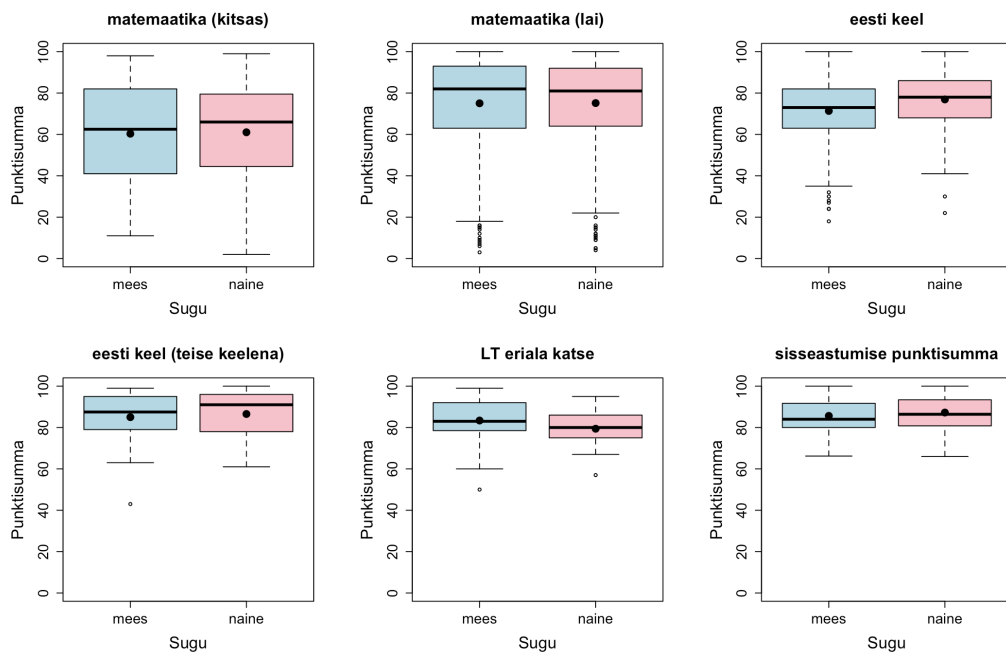 matemaatika (kitsas)
Punktisumma
100
80
60
40
20
0
mees
naine
Sugu
matemaatika (lai)
Punktisumma
100
80
60
40
20
0
mees
naine
Sugu
eesti keel
Punktisumma
100
80
60
40
20
0
mees
naine
Sugu
eesti keel (teise keelena)
Punktisumma
100
80
60
40
20
0
mees
naine
Sugu
LT eriala katse
Punktisumma
100
80
60
40
20
0
mees
naine
Sugu
sisseastumise punktisumma
Punktisumma
100
80
60
40
20
0
mees
naine
Sugu